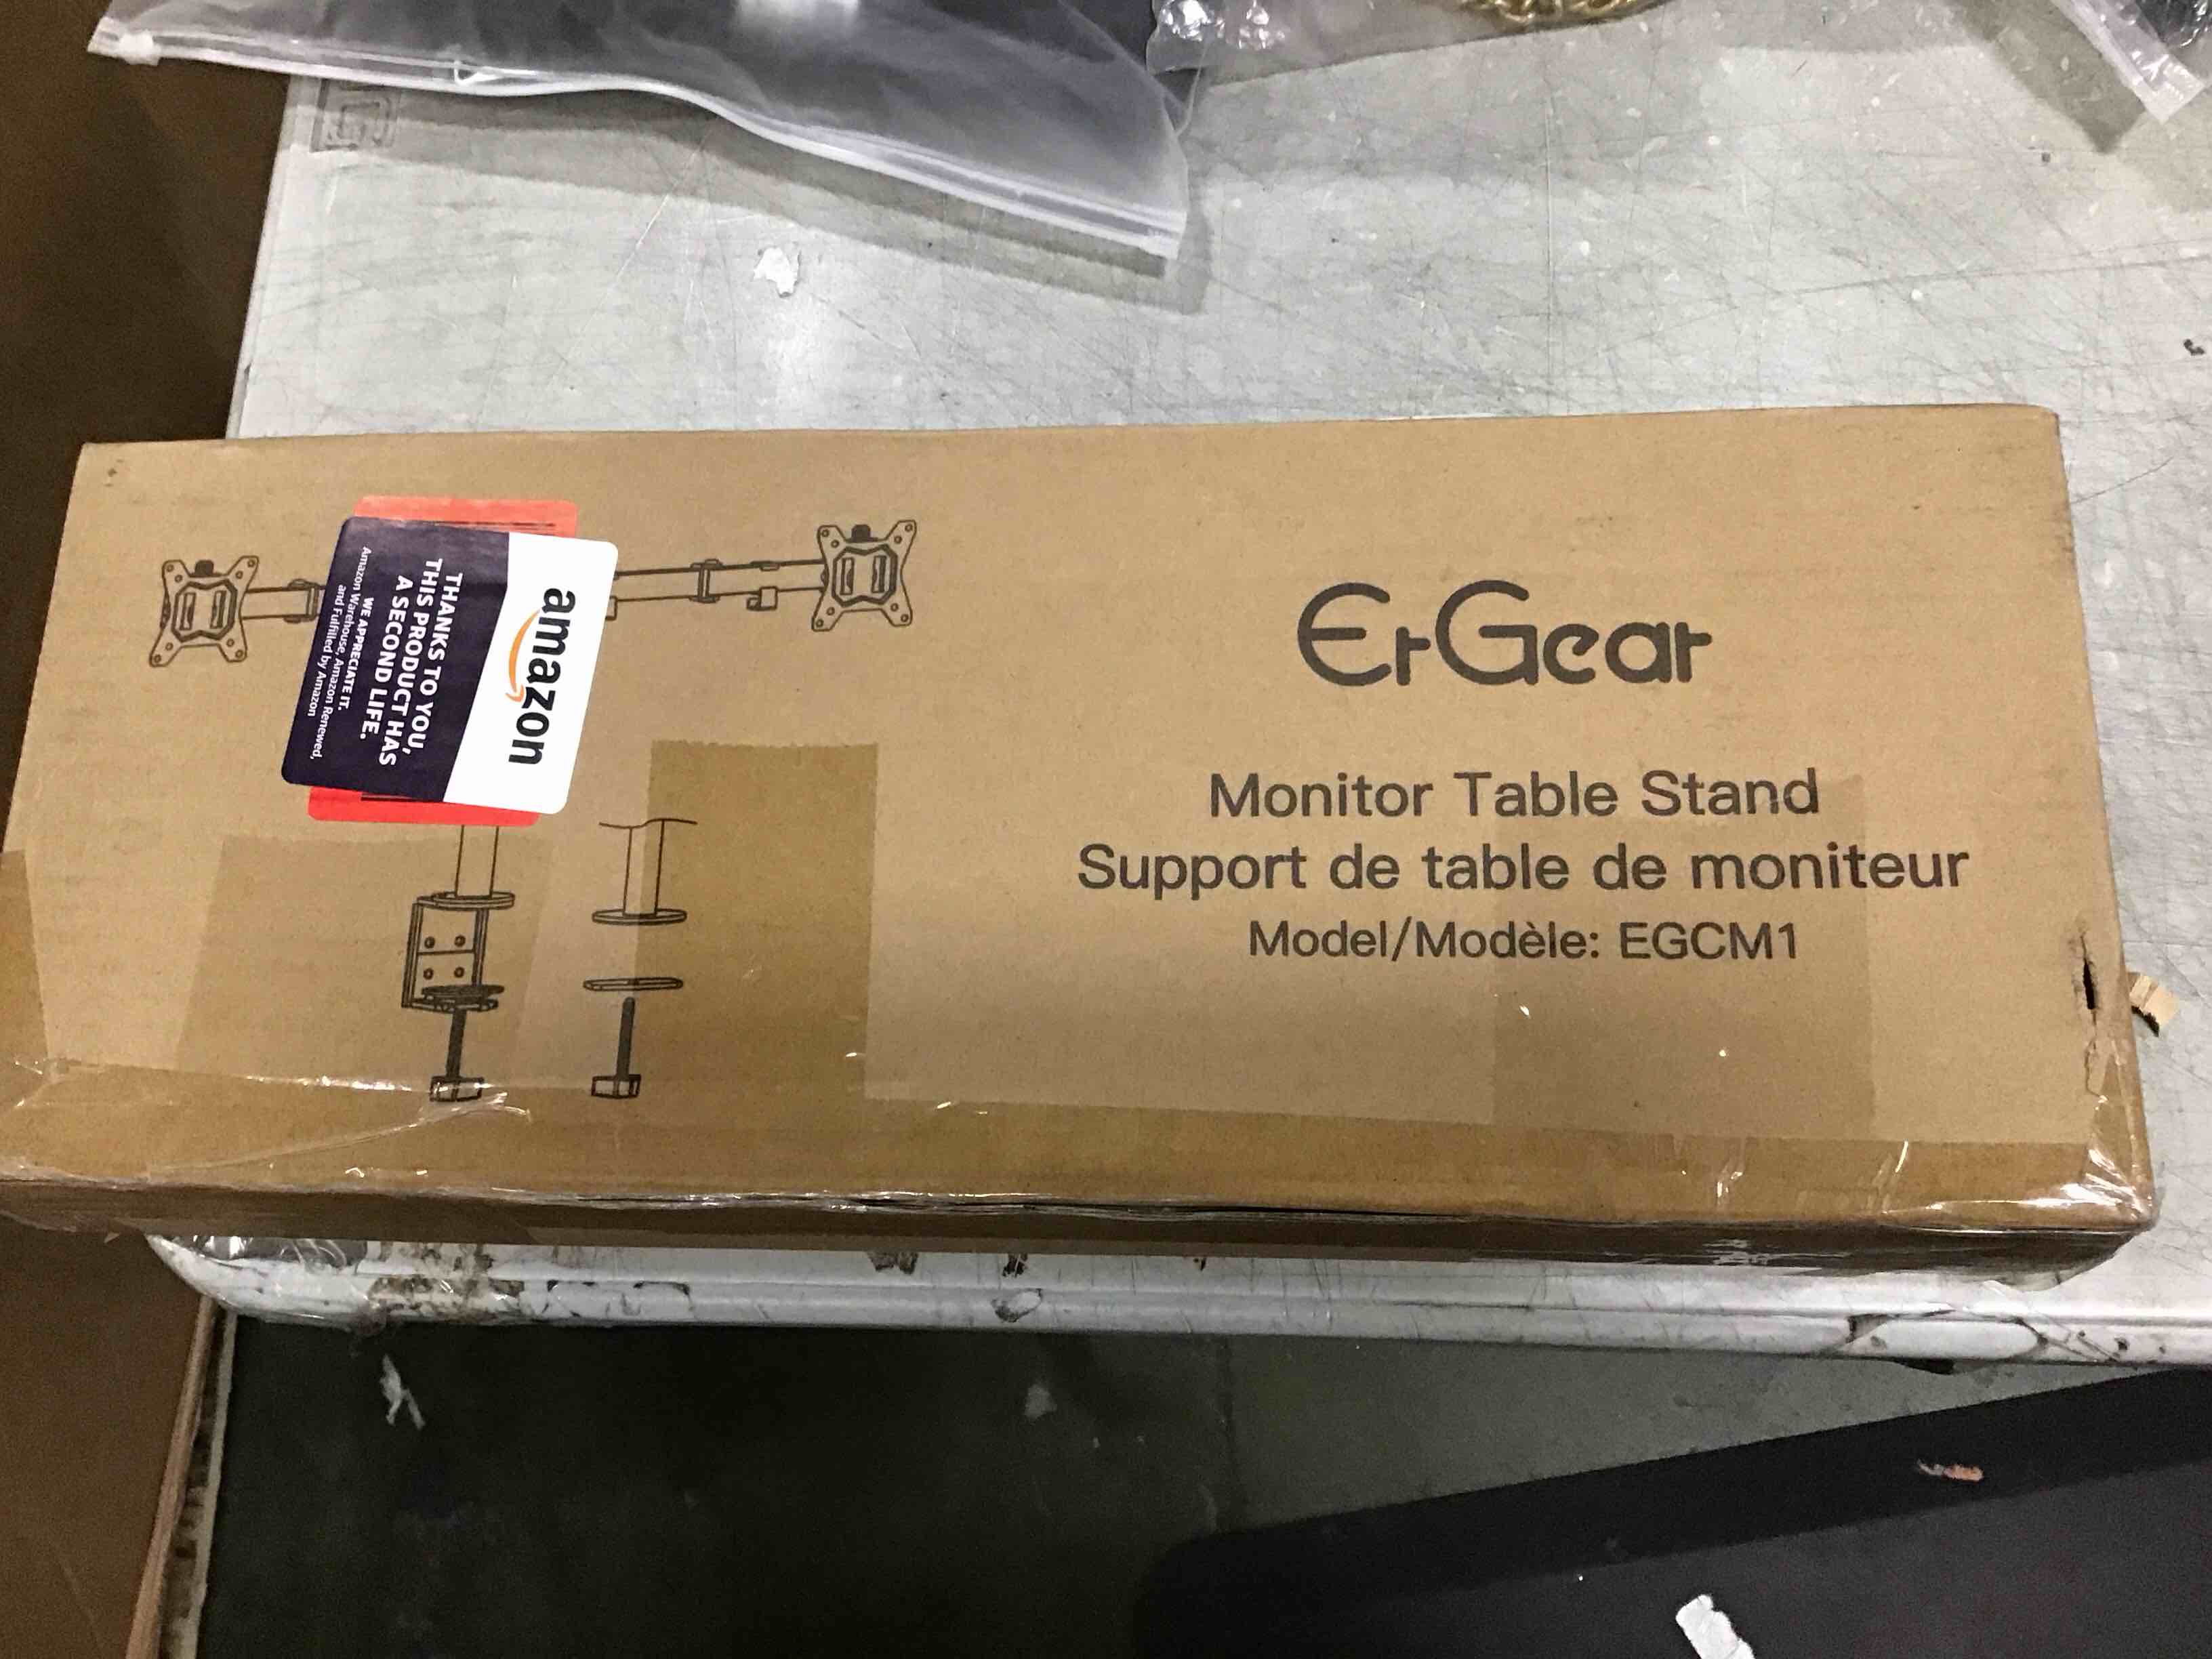 amazon
THANKS TO YOU,
THIS PRODUCT HAS
A SECOND LIFE.
WE APPRECIATE IT.
Amazon Warehouse, Amazon Renewed,
and Fulfilled by Amazon
ErGear
Monitor Table Stand
Support de table de moniteur
Model/Modèle: EGCM1